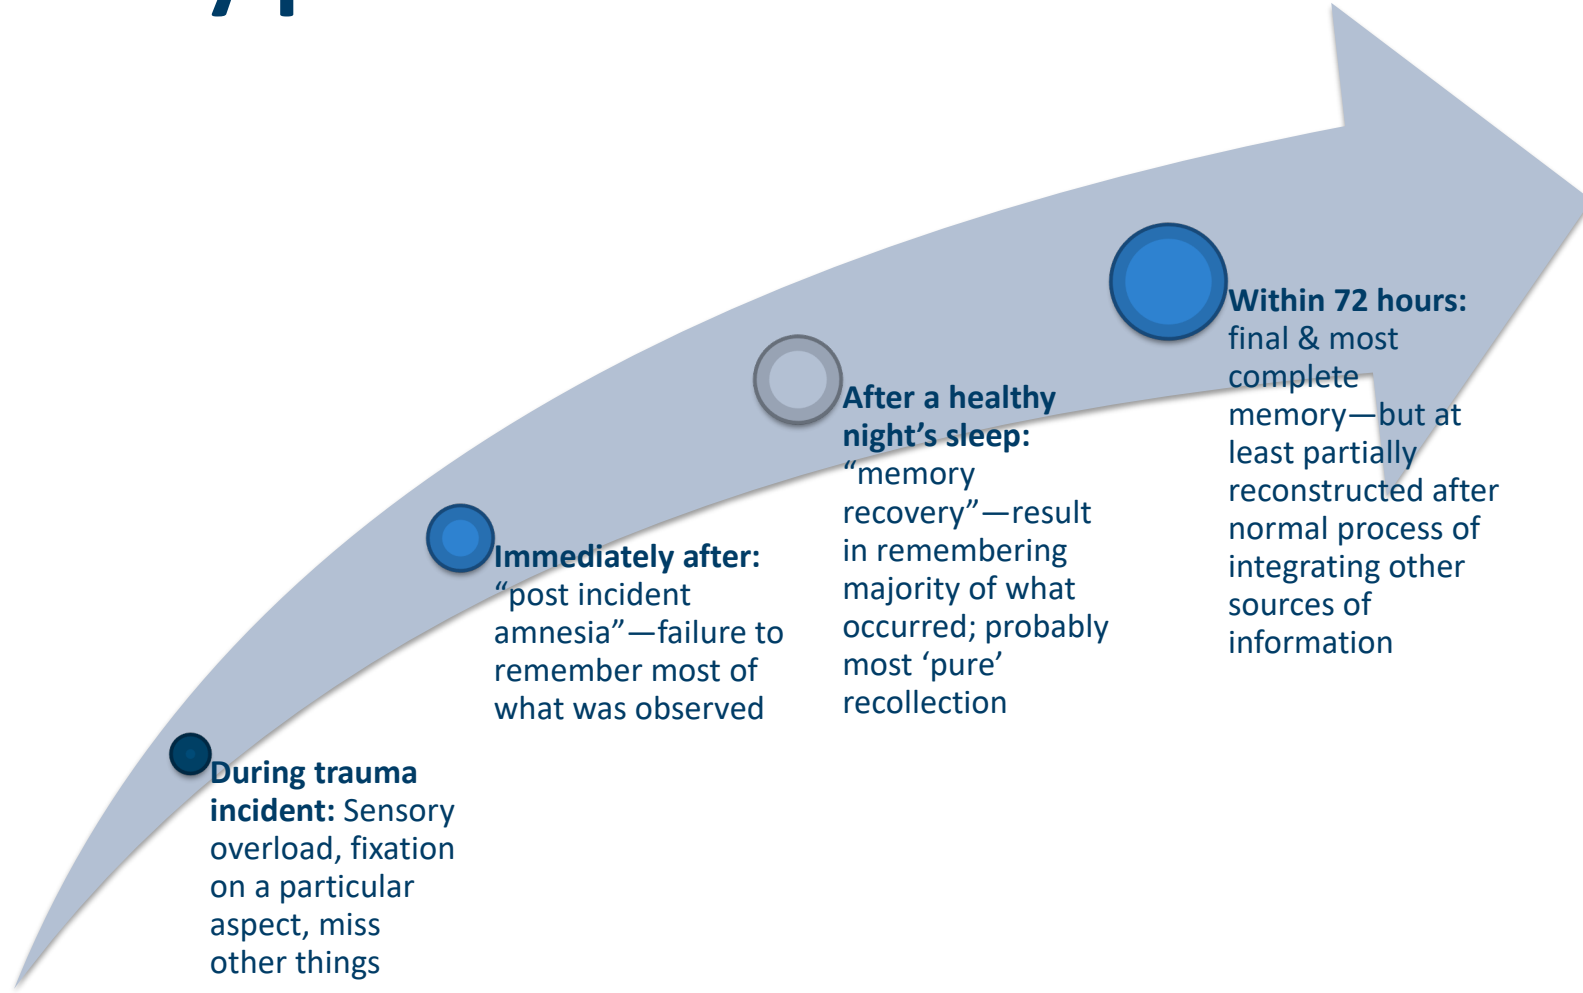 During trauma
incident: Sensory
overload, fixation
on a particular
aspect, miss
other things
Immediately after:
“post incident
amnesia”—failure to
remember most of
what was observed
After a healthy
night’s sleep:
“memory
recovery”—result
in remembering
majority of what
occurred; probably
most ‘pure’
recollection
Within 72 hours:
final & most
complete
memory—but at
least partially
reconstructed after
normal process of
integrating other
sources of
information